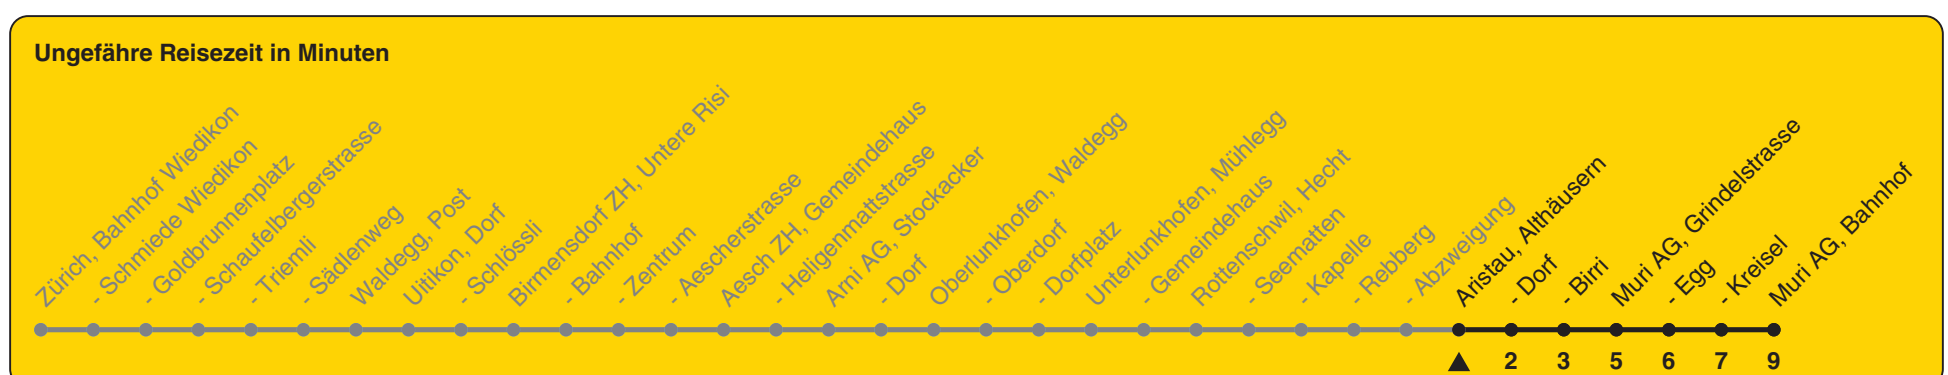 Ungefähre Reisezeit in Minuten
Zürich, Bahnhof Wiedikon
- Schmiede Wiedikon
- Goldbrunnenplatz
- Schaufelbergerstrasse
- Triemli
- Sädlenweg
Waldegg, Post
Uitikon, Dorf
- Schlössli
Birmensdorf ZH, Untere Risi
- Bahnhof
- Zentrum
- Aescherstrasse
Aesch ZH, Gemeindehaus
- Heligenmattstrasse
Arni AG, Stockacker
- Dorf
Oberlunkhofen, Waldegg
- Oberdorf
- Dorfplatz
Unterlunkhofen, Mühlegg
- Gemeindehaus
Rottenschwil, Hecht
- Seematten
- Kapelle
- Rebberg
- Abzweigung
Aristau, Althäusern
- Dorf
- Birri
Muri AG, Grindelstrasse
- Egg
- Kreisel
Muri AG, Bahnhof
2 3 5 6 7 9